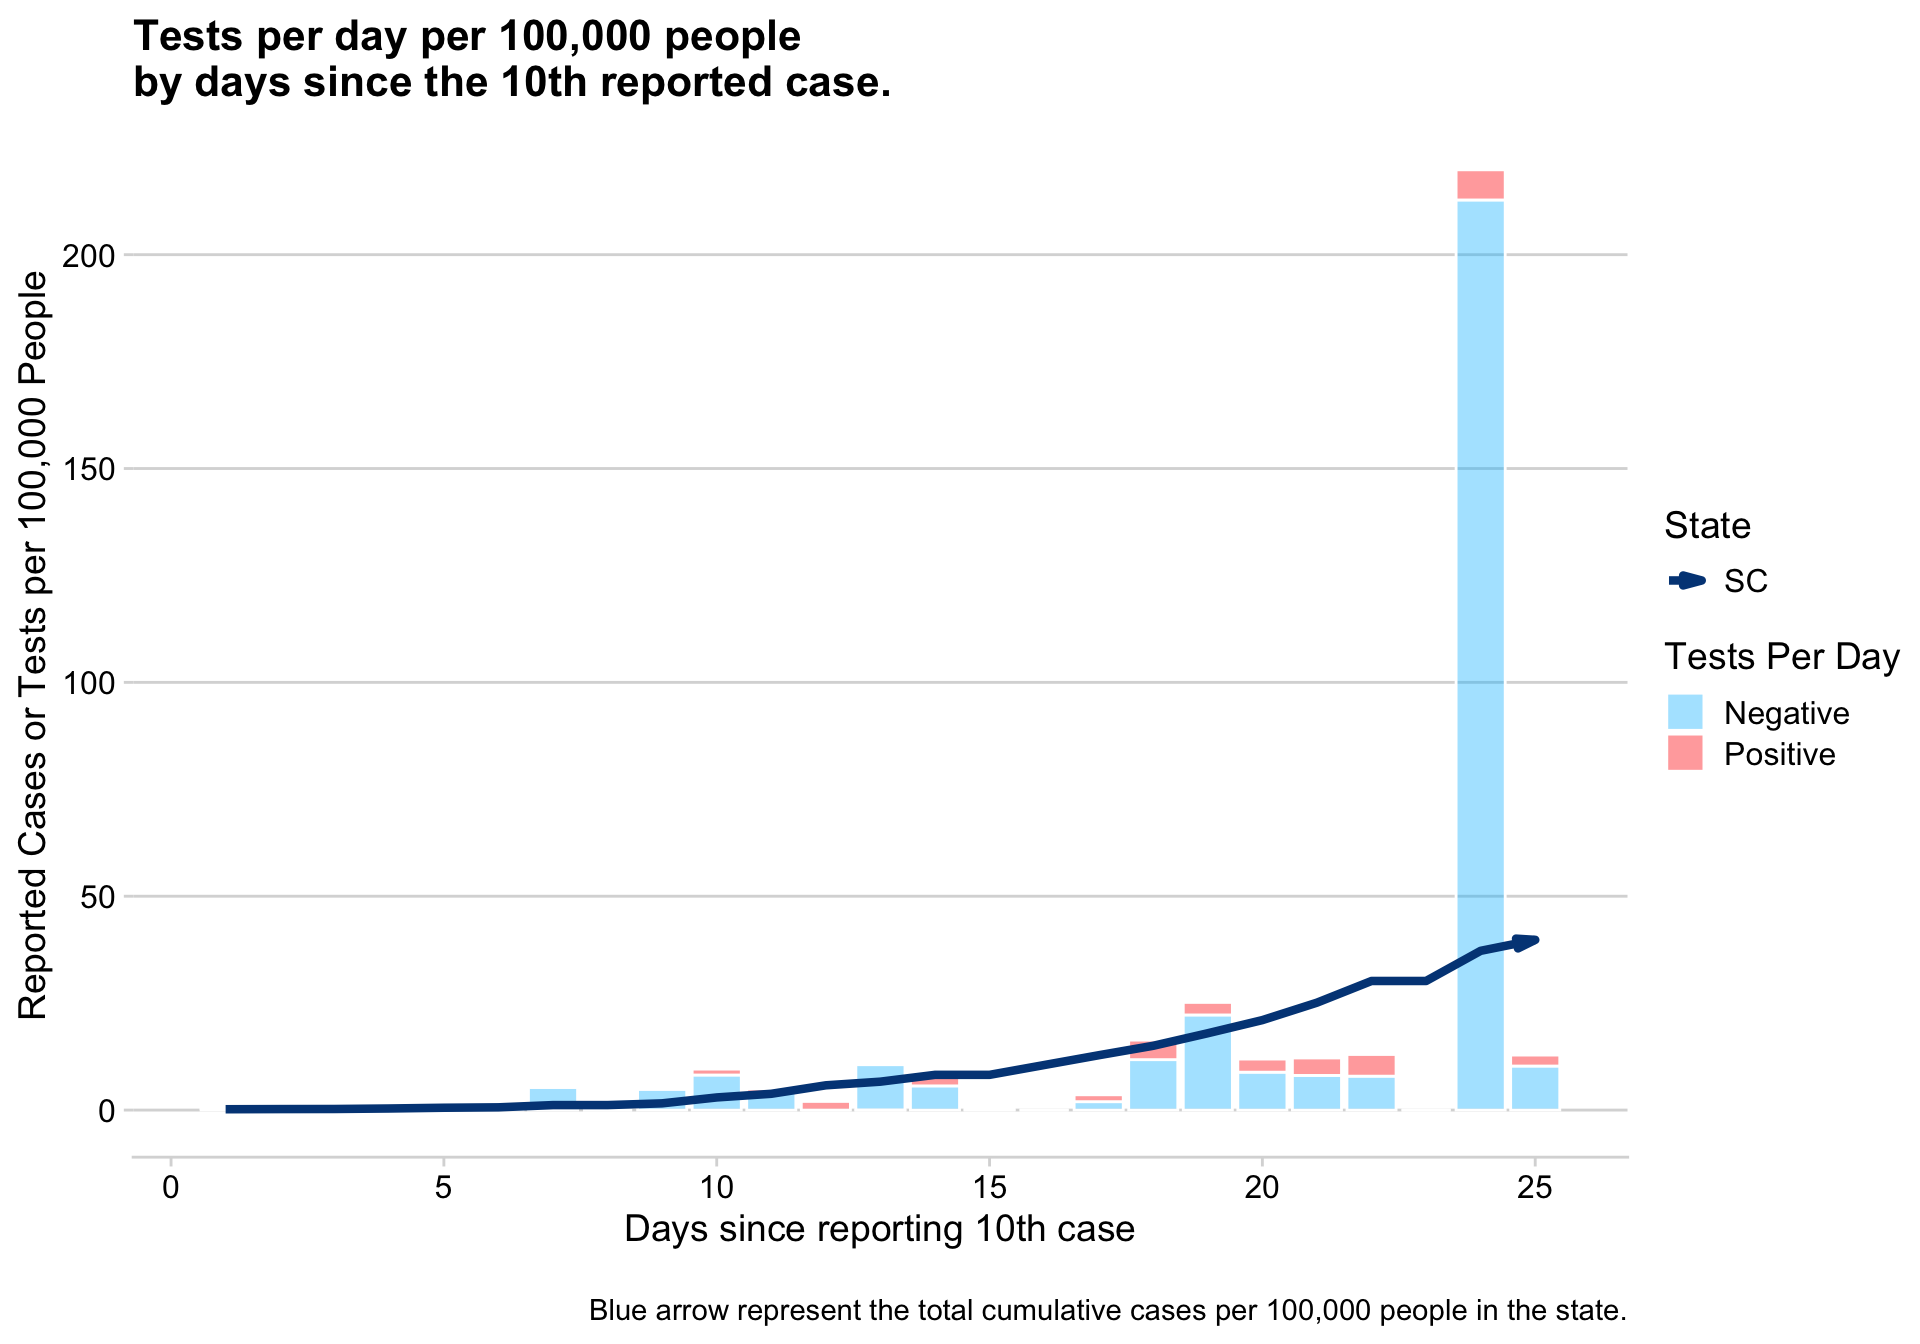 Tests per day per 100,000 people
by days since the 10th reported case.
Reported Cases or Tests per 100,000 People
200
150
100
50
0
0
5
10
15
20
25
Days since reporting 10th case
State
SC
Tests Per Day
Negative
Positive
Blue arrow represent the total cumulative cases per 100,000 people in the state.